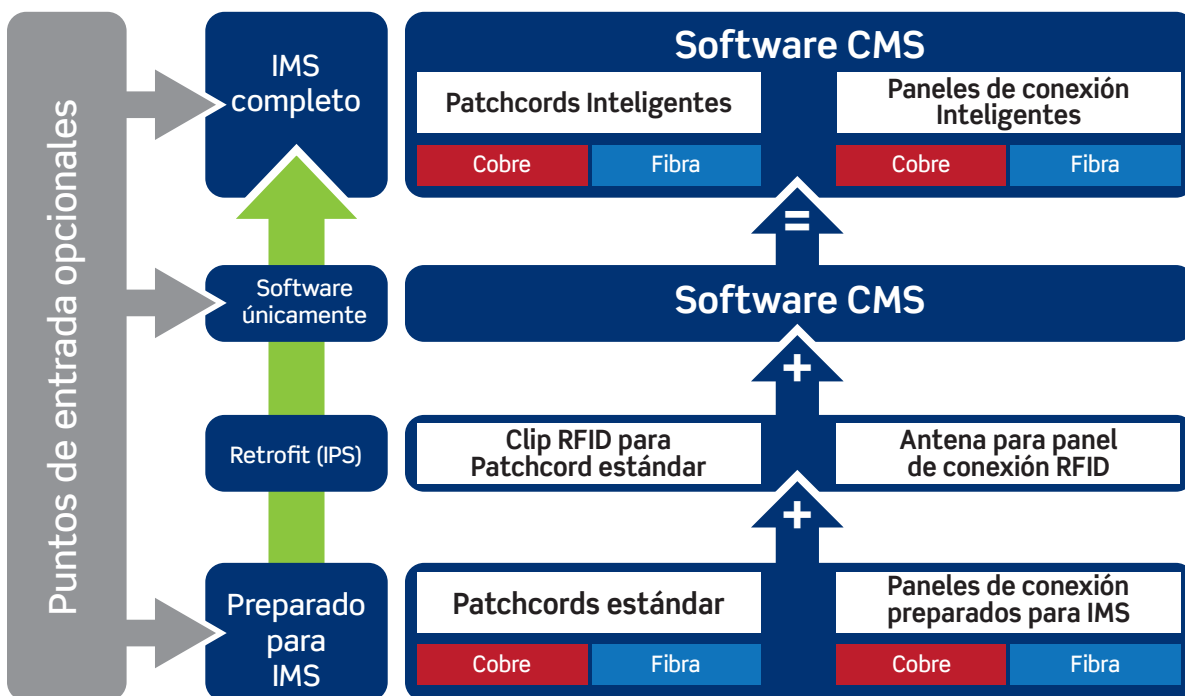 Puntos de entrada opcionales
IMS
completo
Software CMS
Patchcords Inteligentes
Paneles de conexión
Inteligentes
Cobre
Fibra
Cobre
Fibra
=
Software
únicamente
Software CMS
+
Retrofit (IPS)
Clip RFID para
Patchcord estándar
Antena para panel
de conexión RFID
+
Preparado
para
IMS
Patchcords estándar
Paneles de conexión
preparados para IMS
Cobre
Fibra
Cobre
Fibra